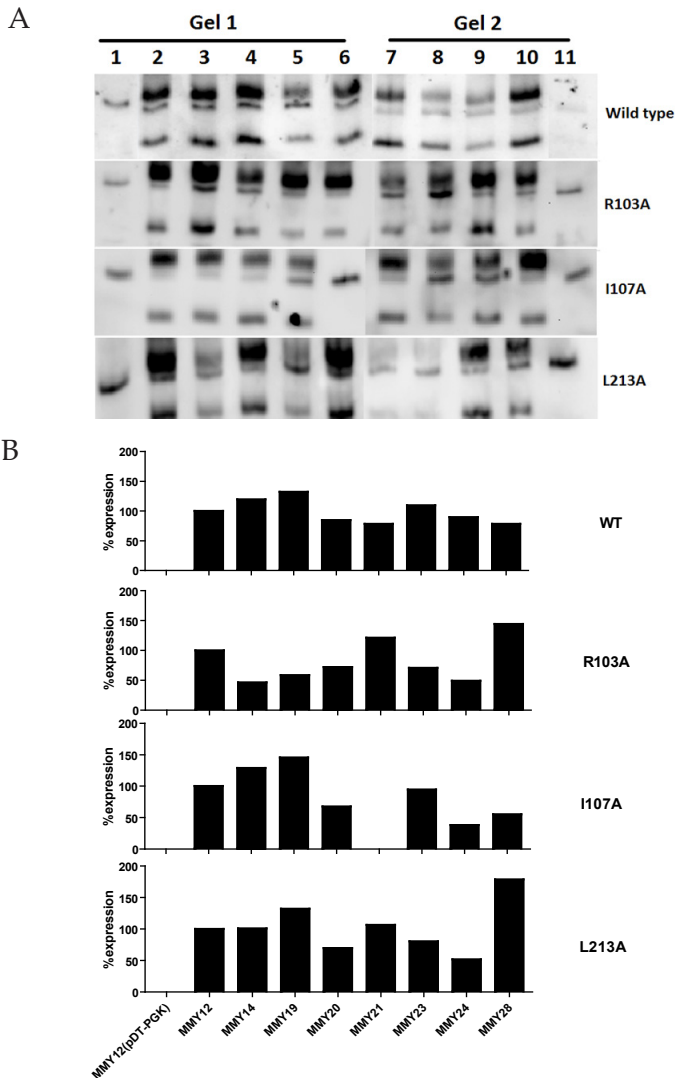 A
Gel 1 Gel 2
1 2 3 4 5 6 7 8 9 10 11
Wild type
R103A
I107A
L213A
B
200
150
100
50
0
%expression
WT
200
150
100
50
0
%expression
R103A
200
150
100
50
0
%expression
I107A
200
150
100
50
0
%expression
L213A
MMY12(pDT-PGK) MMY12 MMY14 MMY19 MMY20 MMY21 MMY23 MMY24 MMY28